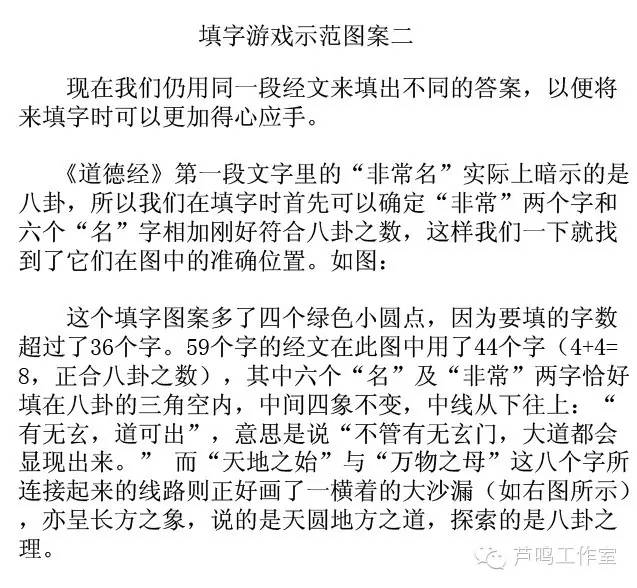 填字游戏示范图案二
现在我们仍用同一段经文来填出不同的答案，以便将
来填字时可以更加得心应手。
《道德经》第一段文字里的“非常名”实际上暗示的是
八卦，所以我们在填字时首先可以确定“非常”两个字和
六个“名”字相加刚好符合八卦之数，这样我们一下就找
到了它们在图中的准确位置。如图：
这个填字图案多了四个绿色小圆点，因为要填的字数
超过了36个字。59个字的经文在此图中用了44个字（4+4=
8，正合八卦之数），其中六个“名”及“非常”两字恰好
填在八卦的三角空内，中间四象不变，中线从下往上：“
有无玄，道可出”，意思是说“不管有无玄门，大道都会
显现出来。” 而“天地之始”与“万物之母”这八个字所
连接起来的线路则正好画了一横着的大沙漏（如右图所示）
，亦呈长方之象，说的是天圆地方之道，探索的是八卦之
理。
芦鸣工作室